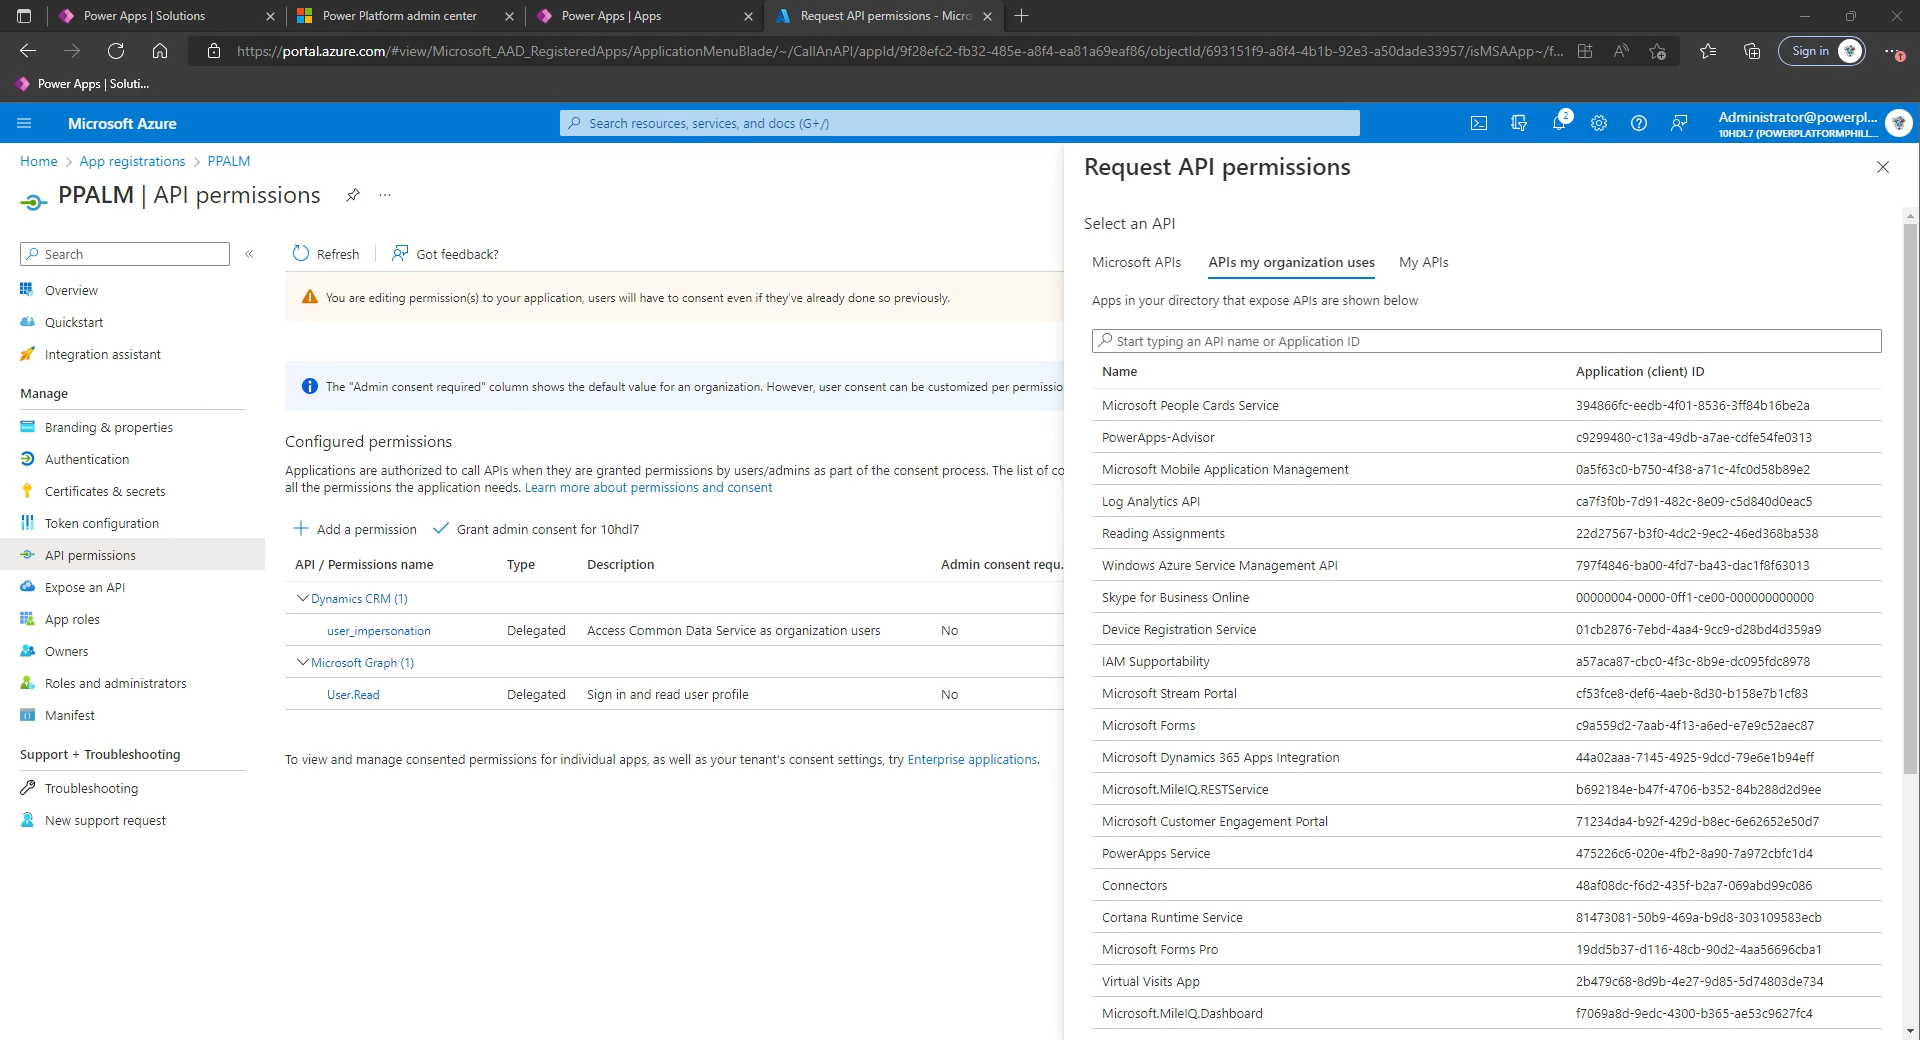 Power Apps | Solutions
Power Platform admin center
Power Apps | Apps
Request API permissions - Micro
https://portal.azure.com/#view/Microsoft_AAD_RegisteredApps/ApplicationMenuBlade/~/CallAnAPI/appId/9f28efc2-fb32-485e-a8f4-ea81a69eaf86/objectId/693151f9-a8f4-4b1b-92e3-a50dade33957/isMSAApp~/f...
Sign in
Power Apps | Soluti...
Microsoft Azure
Search resources, services, and docs (G+/)
2
Administrator@powerpl...
10HDL7 (POWERPLATFORMPHILL...
Home > App registrations > PPALM
PPALM | API permissions
...
Search
«
Overview
Quickstart
Integration assistant
Manage
Branding & properties
Authentication
Certificates & secrets
Token configuration
API permissions
Expose an API
App roles
Owners
Roles and administrators
Manifest
Support + Troubleshooting
Troubleshooting
New support request
Refresh
Got feedback?
You are editing permission(s) to your application, users will have to consent even if they've already done so previously.
The "Admin consent required" column shows the default value for an organization. However, user consent can be customized per permissio
Configured permissions
Applications are authorized to call APIs when they are granted permissions by users/admins as part of the consent process. The list of co
all the permissions the application needs. Learn more about permissions and consent
Add a permission
Grant admin consent for 10hdl7
API / Permissions name Type Description Admin consent requ.
Dynamics CRM (1)
user_impersonation Delegated Access Common Data Service as organization users No
Microsoft Graph (1)
User.Read Delegated Sign in and read user profile No
To view and manage consented permissions for individual apps, as well as your tenant's consent settings, try Enterprise applications.
Request API permissions
Select an API
Microsoft APIs
APIs my organization uses
My APIs
Apps in your directory that expose APIs are shown below
Start typing an API name or Application ID
Name Application (client) ID
Microsoft People Cards Service 394866fc-eedb-4f01-8536-3ff84b16be2a
PowerApps-Advisor c9299480-c13a-49db-a7ae-cdfe54fe0313
Microsoft Mobile Application Management 0a5f63c0-b750-4f38-a71c-4fc0d58b89e2
Log Analytics API ca7f3f0b-7d91-482c-8e09-c5d840d0eac5
Reading Assignments 22d27567-b3f0-4dc2-9ec2-46ed368ba538
Windows Azure Service Management API 797f4846-ba00-4fd7-ba43-dac1f8f63013
Skype for Business Online 00000004-0000-0ff1-ce00-000000000000
Device Registration Service 01cb2876-7ebd-4aa4-9cc9-d28bd4d359a9
IAM Supportability a57aca87-cbc0-4f3c-8b9e-dc095fdc8978
Microsoft Stream Portal cf53fce8-def6-4aeb-8d30-b158e7b1cf83
Microsoft Forms c9a559d2-7aab-4f13-a6ed-e7e9c52aec87
Microsoft Dynamics 365 Apps Integration 44a02aaa-7145-4925-9dcd-79e6e1b94eff
Microsoft.MileIQ.RESTService b692184e-b47f-4706-b352-84b288d2d9ee
Microsoft Customer Engagement Portal 71234da4-b92f-429d-b8ec-6e62652e50d7
PowerApps Service 475226c6-020e-4fb2-8a90-7a972cbfc1d4
Connectors 48af08dc-f6d2-435f-b2a7-069abd99c086
Cortana Runtime Service 81473081-50b9-469a-b9d8-303109583ecb
Microsoft Forms Pro 19dd5b37-d116-48cb-90d2-4aa56696cba1
Virtual Visits App 2b479c68-8d9b-4e27-9d85-5d74803de734
Microsoft.MileIQ.Dashboard f7069a8d-9edc-4300-b365-ae53c9627fc4